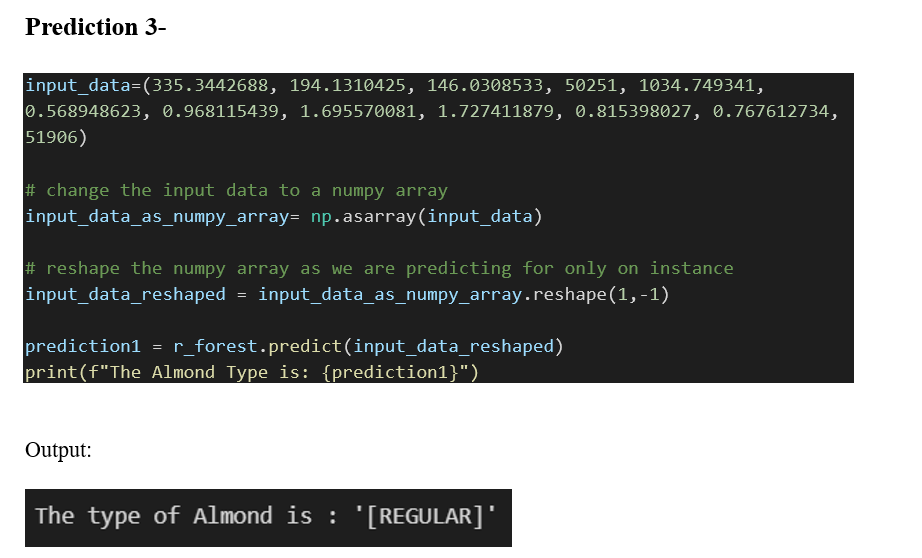 Prediction 3-
input_data=(335.3442688, 194.1310425, 146.0308533, 50251, 1034.749341,
0.568948623, 0.968115439, 1.695570081, 1.727411879, 0.815398027, 0.767612734,
51906)
# change the input data to a numpy array
input_data_as_numpy_array= np.asarray(input_data)
# reshape the numpy array as we are predicting for only on instance
input_data_reshaped = input_data_as_numpy_array.reshape(1,-1)
prediction1 = r_forest.predict(input_data_reshaped)
print(f"The Almond Type is: {prediction1}")
Output:
The type of Almond is : '[REGULAR]'